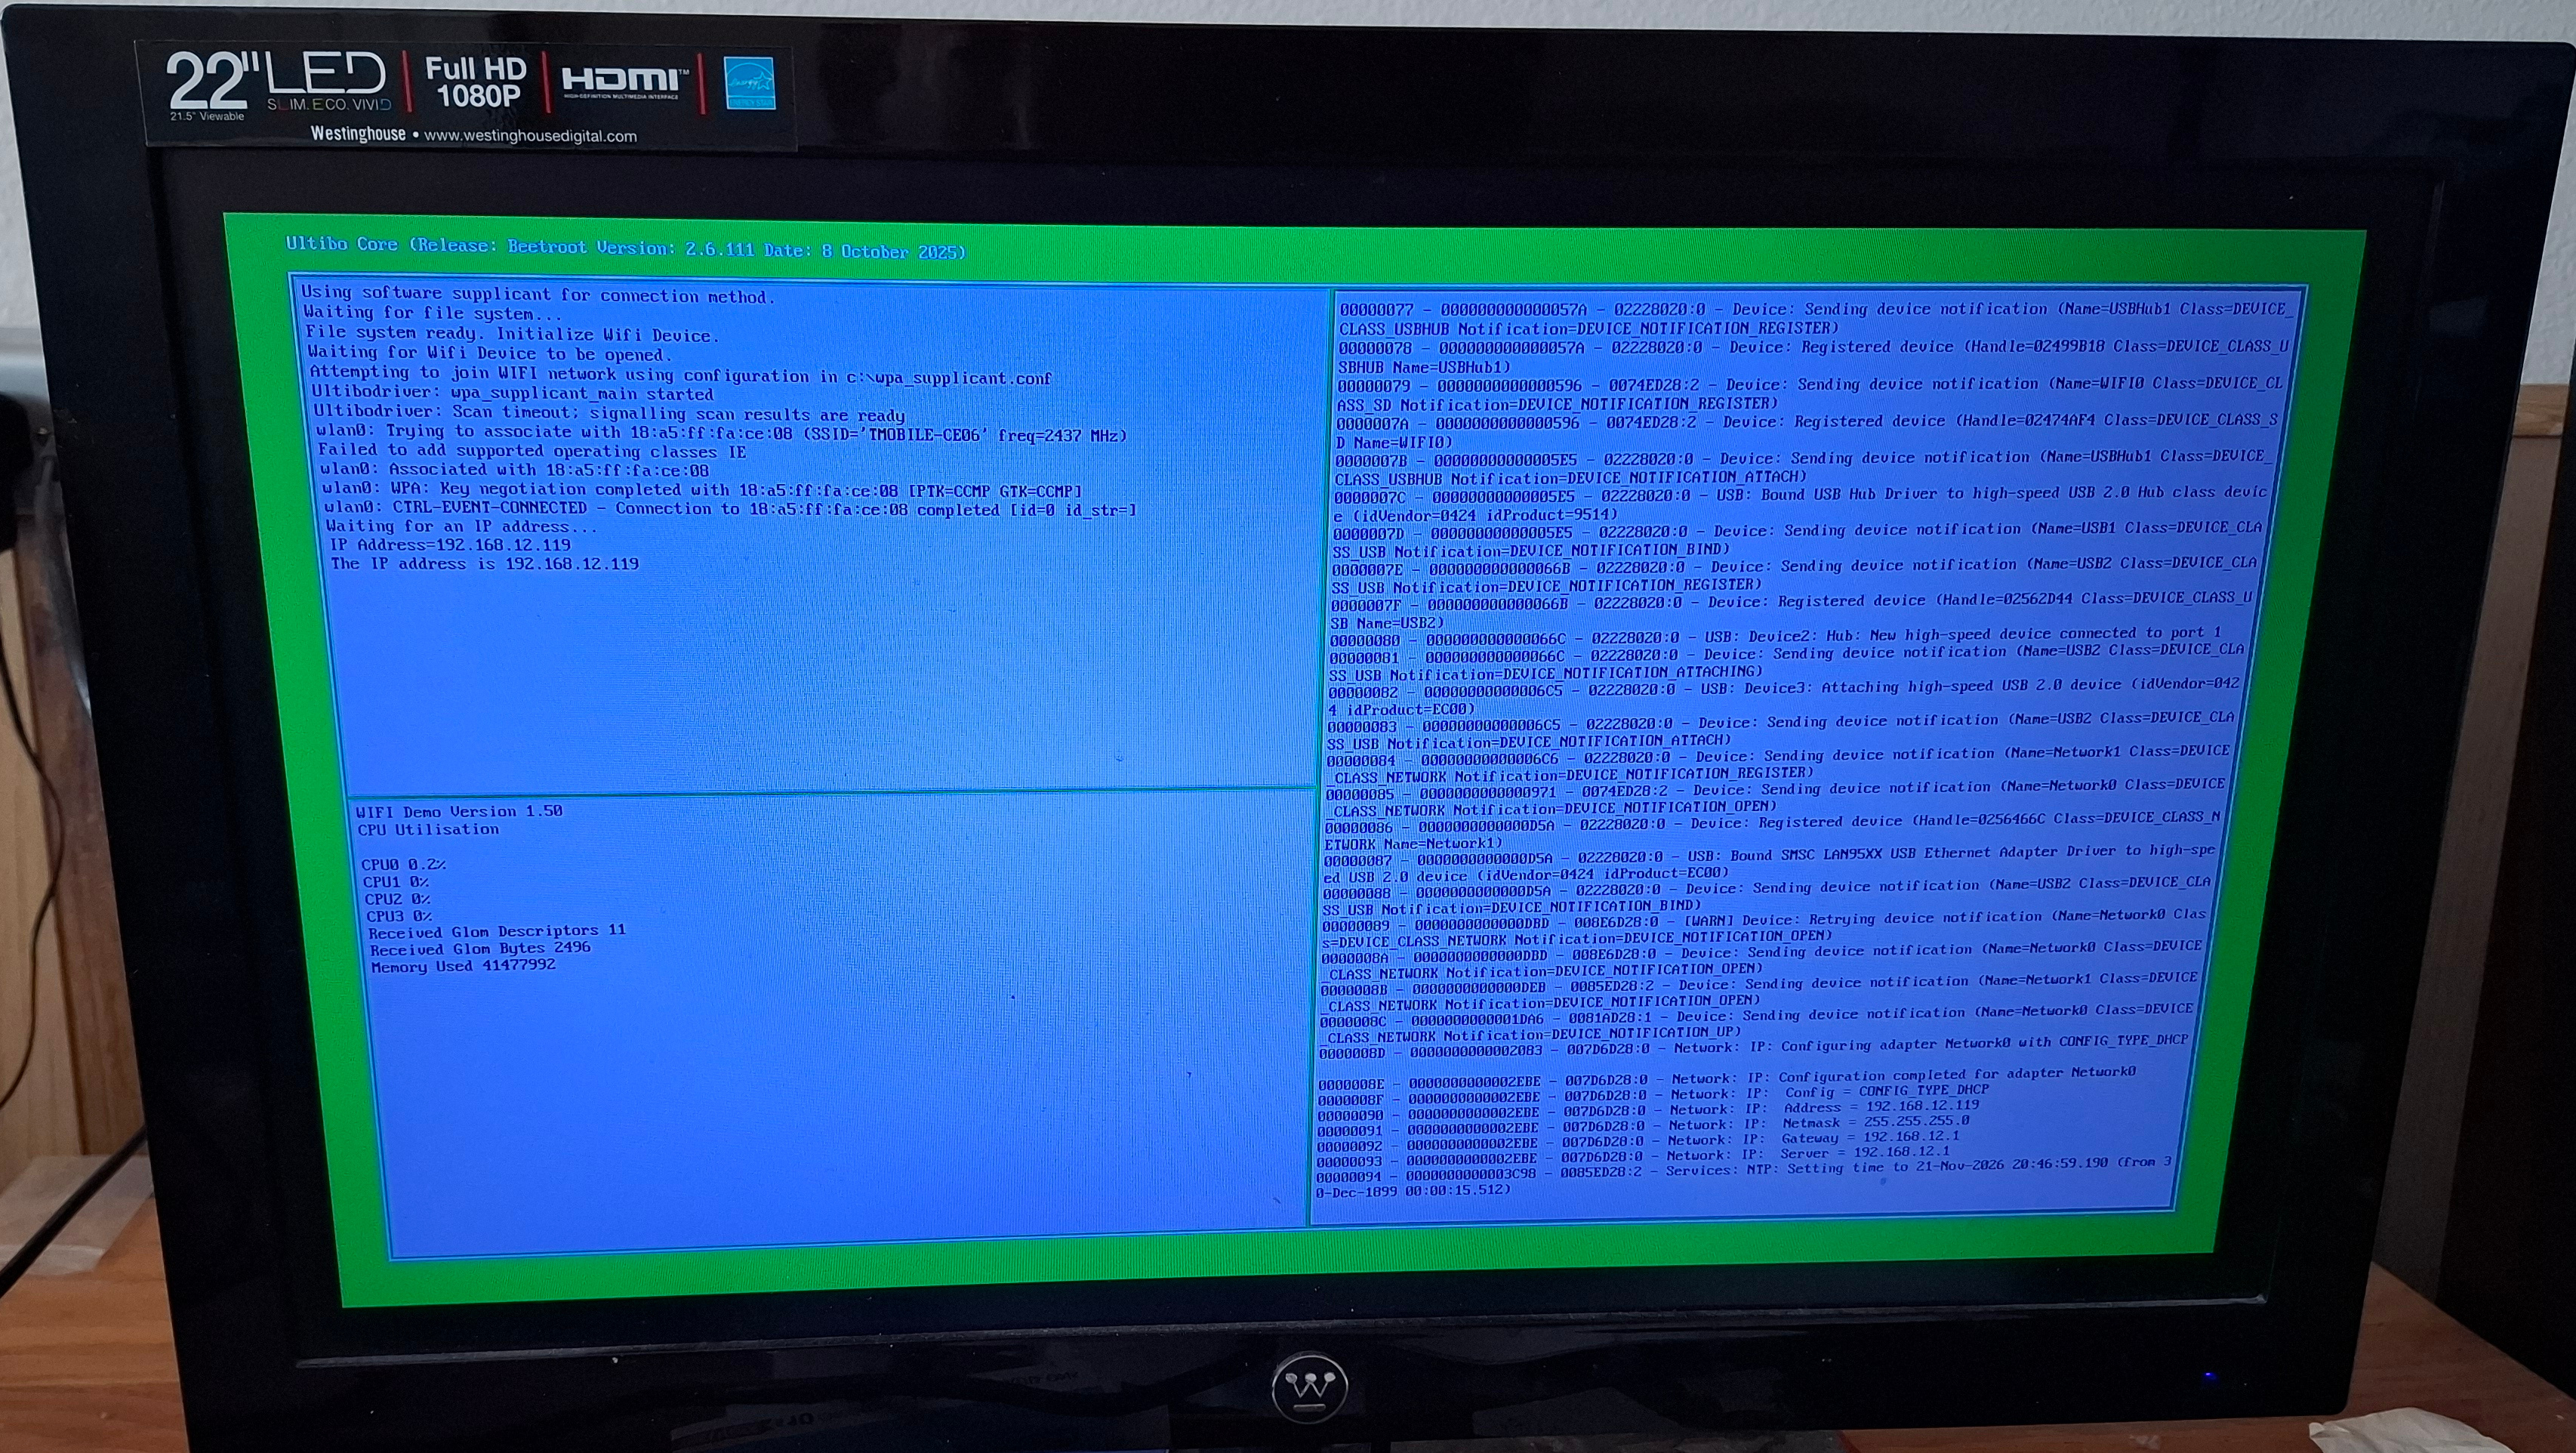 22" LED
SLIM.ECO.VIVID
21.5" Viewable
Full HD
1080P
HDMI™
HIGH-DEFINITION MULTIMEDIA INTERFACE
ENERGY STAR
Westinghouse • www.westinghousedigital.com
Ultibo Core (Release: Beetroot Version: 2.6.111 Date: 8 October 2025)
Using software supplicant for connection method.
Waiting for file system...
File system ready. Initialize Wifi Device.
Waiting for Wifi Device to be opened.
Attempting to join WIFI network using configuration in c:\wpa_supplicant.conf
Ultibodriver: wpa_supplicant_main started
Ultibodriver: Scan timeout; signalling scan results are ready
wlan0: Trying to associate with 18:a5:ff:fa:ce:08 (SSID='TMOBILE-CE06' freq=2437 MHz)
Failed to add supported operating classes IE
wlan0: Associated with 18:a5:ff:fa:ce:08
wlan0: WPA: Key negotiation completed with 18:a5:ff:fa:ce:08 [PTK=CCMP GTK=CCMP]
wlan0: CTRL-EVENT-CONNECTED - Connection to 18:a5:ff:fa:ce:08 completed [id=0 id_str=]
Waiting for an IP address...
IP Address=192.168.12.119
The IP address is 192.168.12.119
WIFI Demo Version 1.50
CPU Utilisation
CPU0 0.2%
CPU1 0%
CPU2 0%
CPU3 0%
Received Glom Descriptors 11
Received Glom Bytes 2496
Memory Used 41477992
00000077 - 000000000000057A - 02228020:0 - Device: Sending device notification (Name=USBHub1 Class=DEVICE_
CLASS_USBHUB Notification=DEVICE_NOTIFICATION_REGISTER)
00000078 - 000000000000057A - 02228020:0 - Device: Registered device (Handle=02499B18 Class=DEVICE_CLASS_U
SBHUB Name=USBHub1)
00000079 - 0000000000000596 - 0074ED28:2 - Device: Sending device notification (Name=WIFI0 Class=DEVICE_CL
ASS_SD Notification=DEVICE_NOTIFICATION_REGISTER)
0000007A - 0000000000000596 - 0074ED28:2 - Device: Registered device (Handle=02474AF4 Class=DEVICE_CLASS_S
D Name=WIFI0)
0000007B - 00000000000005E5 - 02228020:0 - Device: Sending device notification (Name=USBHub1 Class=DEVICE_
CLASS_USBHUB Notification=DEVICE_NOTIFICATION_ATTACH)
0000007C - 00000000000005E5 - 02228020:0 - USB: Bound USB Hub Driver to high-speed USB 2.0 Hub class devic
e (idVendor=0424 idProduct=9514)
0000007D - 00000000000005E5 - 02228020:0 - Device: Sending device notification (Name=USB1 Class=DEVICE_CLA
SS_USB Notification=DEVICE_NOTIFICATION_BIND)
0000007E - 000000000000066B - 02228020:0 - Device: Sending device notification (Name=USB2 Class=DEVICE_CLA
SS_USB Notification=DEVICE_NOTIFICATION_REGISTER)
0000007F - 000000000000066B - 02228020:0 - Device: Registered device (Handle=02562D44 Class=DEVICE_CLASS_U
SB Name=USB2)
00000080 - 000000000000066C - 02228020:0 - USB: Device2: Hub: New high-speed device connected to port 1
00000081 - 000000000000066C - 02228020:0 - Device: Sending device notification (Name=USB2 Class=DEVICE_CLA
SS_USB Notification=DEVICE_NOTIFICATION_ATTACHING)
00000082 - 00000000000006C5 - 02228020:0 - USB: Device3: Attaching high-speed USB 2.0 device (idVendor=042
4 idProduct=EC00)
00000083 - 00000000000006C5 - 02228020:0 - Device: Sending device notification (Name=USB2 Class=DEVICE_CLA
SS_USB Notification=DEVICE_NOTIFICATION_ATTACH)
00000084 - 00000000000006C6 - 02228020:0 - Device: Sending device notification (Name=Network1 Class=DEVICE
_CLASS_NETWORK Notification=DEVICE_NOTIFICATION_REGISTER)
00000085 - 0000000000000971 - 0074ED28:2 - Device: Sending device notification (Name=Network0 Class=DEVICE
_CLASS_NETWORK Notification=DEVICE_NOTIFICATION_OPEN)
00000086 - 0000000000000D5A - 02228020:0 - Device: Registered device (Handle=0256466C Class=DEVICE_CLASS_N
ETWORK Name=Network1)
00000087 - 0000000000000D5A - 02228020:0 - USB: Bound SMSC LAN95XX USB Ethernet Adapter Driver to high-spe
ed USB 2.0 device (idVendor=0424 idProduct=EC00)
00000088 - 0000000000000D5A - 02228020:0 - Device: Sending device notification (Name=USB2 Class=DEVICE_CLA
SS_USB Notification=DEVICE_NOTIFICATION_BIND)
00000089 - 0000000000000DBD - 008E6D28:0 - [WARN] Device: Retrying device notification (Name=Network0 Clas
s=DEVICE_CLASS_NETWORK Notification=DEVICE_NOTIFICATION_OPEN)
0000008A - 0000000000000DBD - 008E6D28:0 - Device: Sending device notification (Name=Network0 Class=DEVICE
_CLASS_NETWORK Notification=DEVICE_NOTIFICATION_OPEN)
0000008B - 0000000000000DEB - 0085ED28:2 - Device: Sending device notification (Name=Network1 Class=DEVICE
_CLASS_NETWORK Notification=DEVICE_NOTIFICATION_OPEN)
0000008C - 0000000000001DA6 - 0081AD28:1 - Device: Sending device notification (Name=Network0 Class=DEVICE
_CLASS_NETWORK Notification=DEVICE_NOTIFICATION_UP)
0000008D - 0000000000002083 - 007D6D28:0 - Network: IP: Configuring adapter Network0 with CONFIG_TYPE_DHCP
0000008E - 0000000000002EBE - 007D6D28:0 - Network: IP: Configuration completed for adapter Network0
0000008F - 0000000000002EBE - 007D6D28:0 - Network: IP:  Config = CONFIG_TYPE_DHCP
00000090 - 0000000000002EBE - 007D6D28:0 - Network: IP:  Address = 192.168.12.119
00000091 - 0000000000002EBE - 007D6D28:0 - Network: IP:  Netmask = 255.255.255.0
00000092 - 0000000000002EBE - 007D6D28:0 - Network: IP:  Gateway = 192.168.12.1
00000093 - 0000000000002EBE - 007D6D28:0 - Network: IP:  Server = 192.168.12.1
00000094 - 0000000000003C98 - 0085ED28:2 - Services: NTP: Setting time to 21-Nov-2026 20:46:59.190 (from 3
0-Dec-1899 00:00:15.512)
W